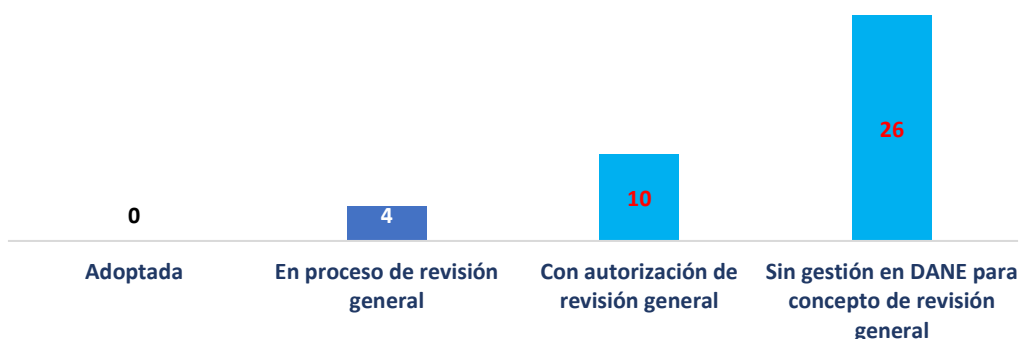 26
10
4
0
Adoptada
En proceso de revisión
general
Con autorización de
revisión general
Sin gestión en DANE para
concepto de revisión
general